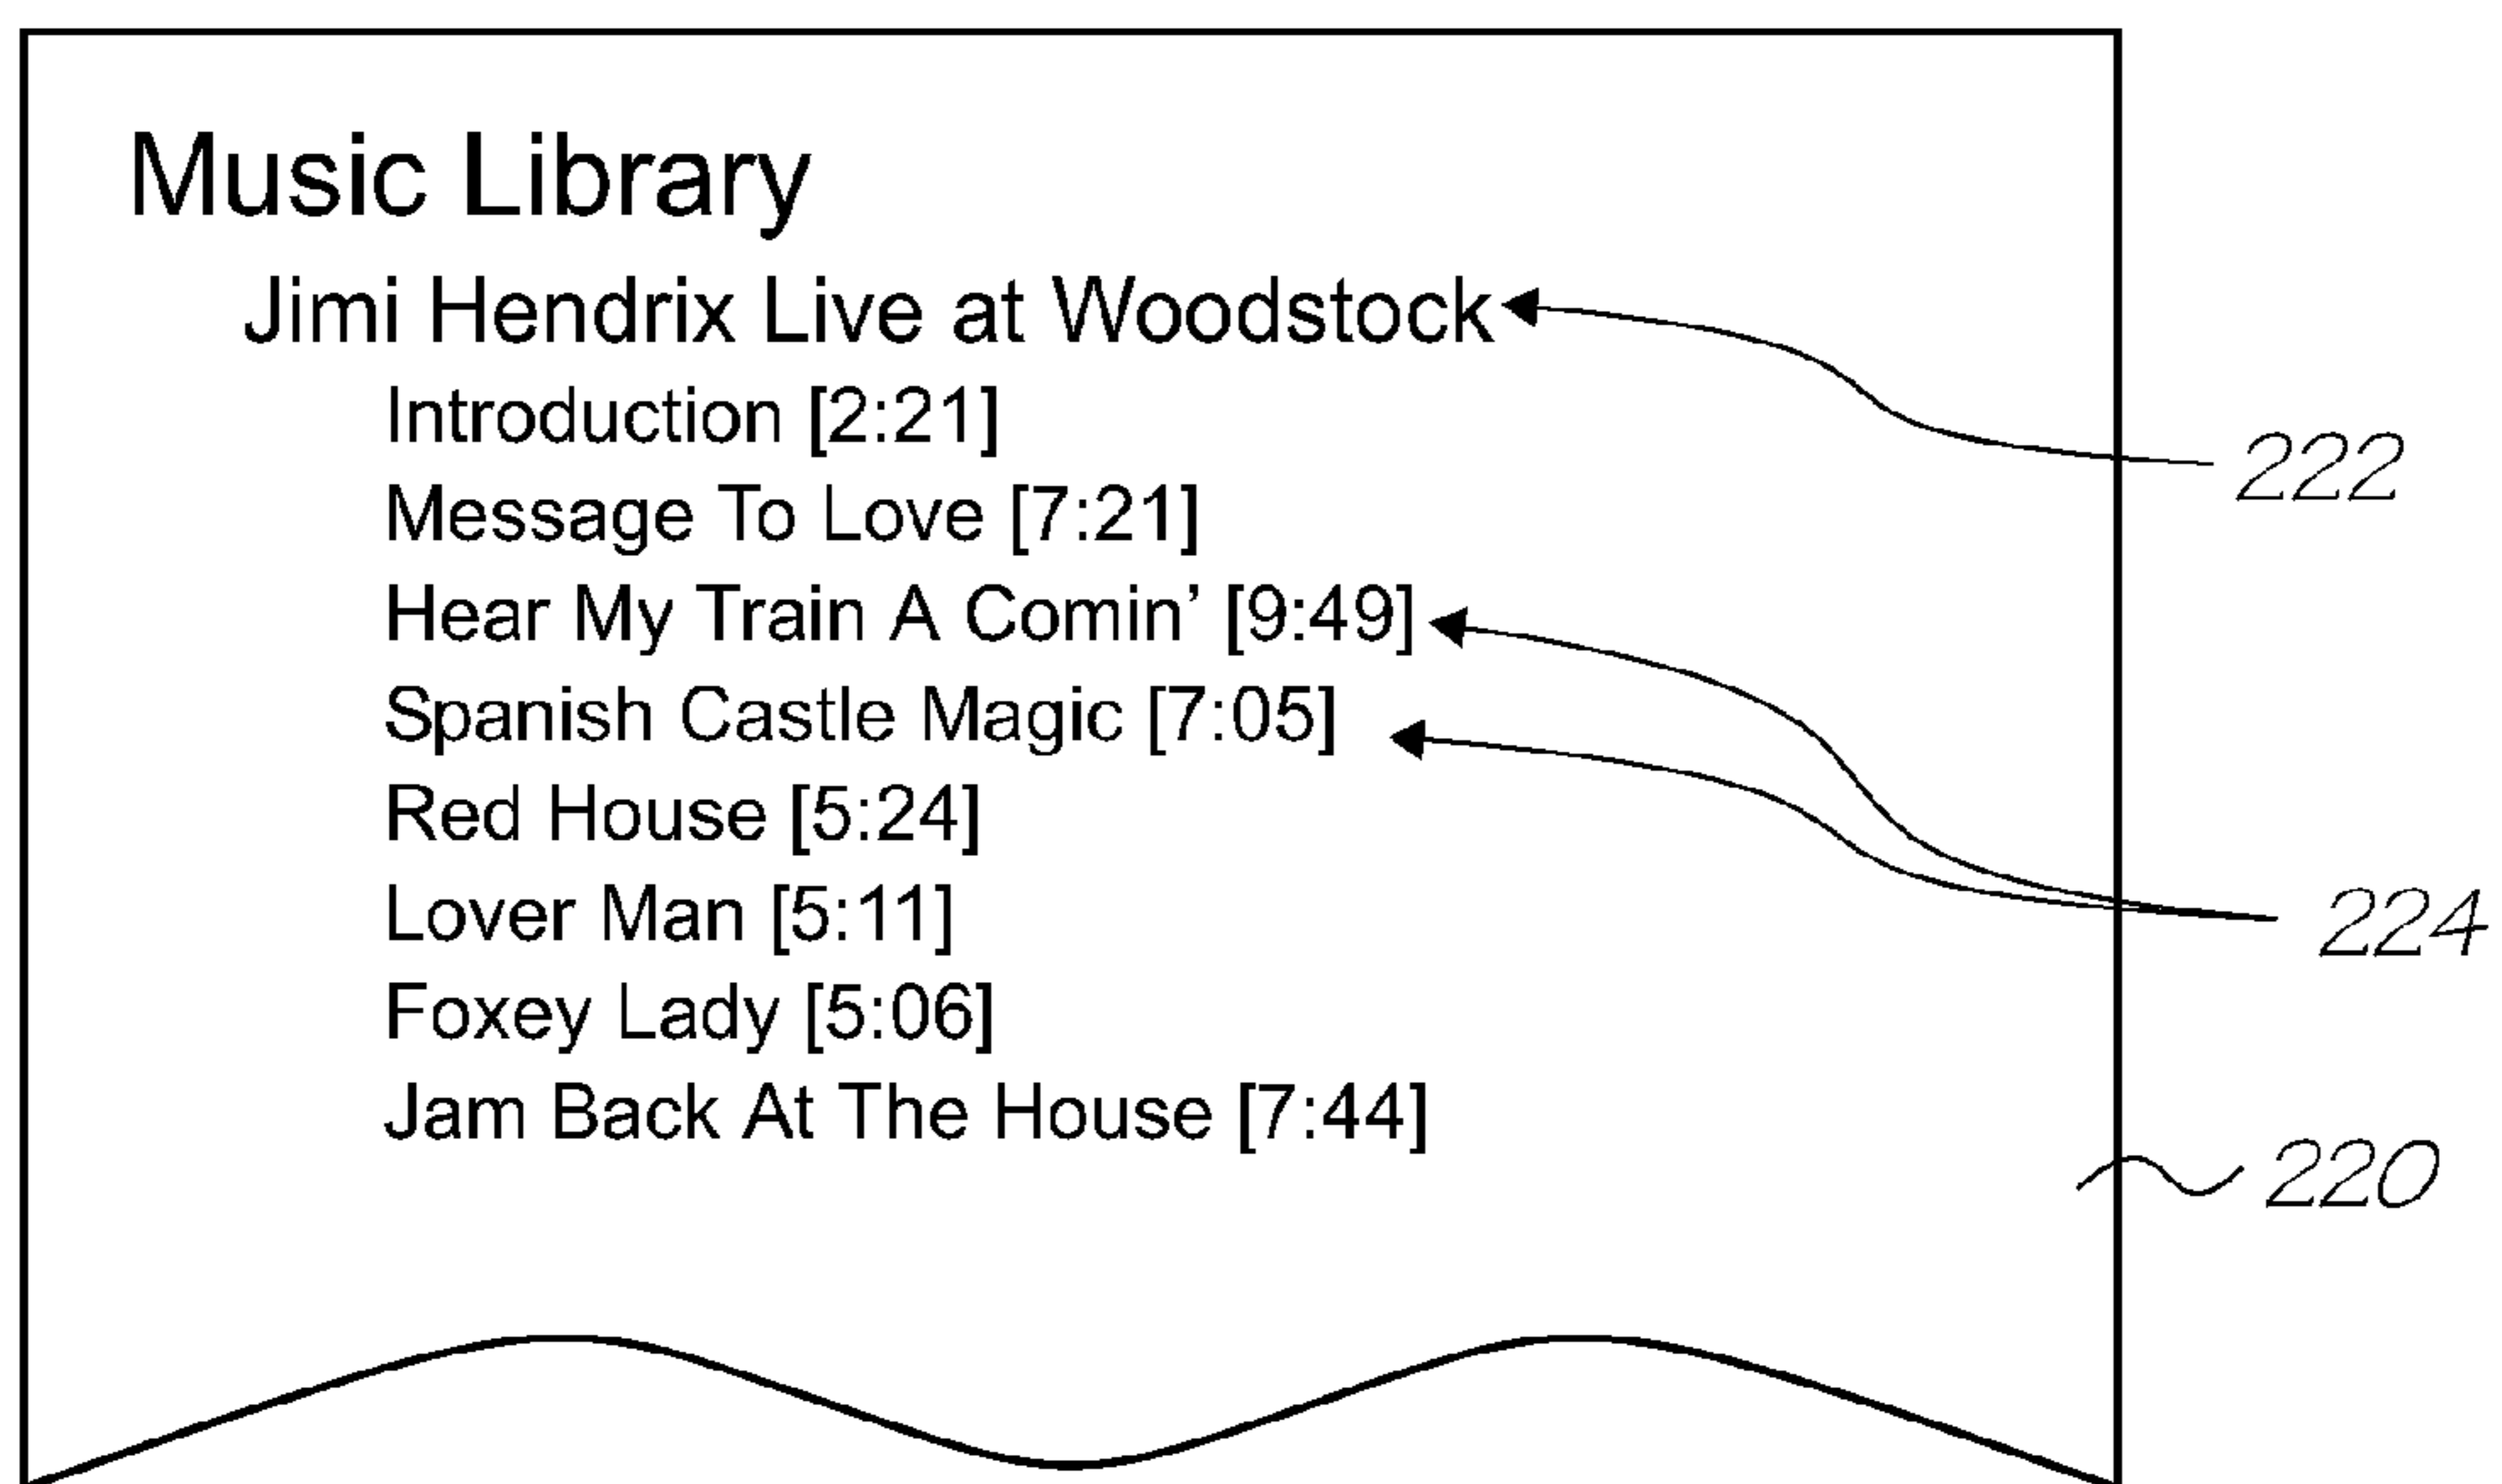 Music Library
Jimi Hendrix Live at Woodstock
Introduction [2:21]
222
Message To Love [7:21]
Hear My Train A Comin’ [9:49]
Spanish Castle Magic [7:05]
Red House [5:24]
Lover Man [5:11]
224
Foxey Lady [5:06]
Jam Back At The House [7:44]
220